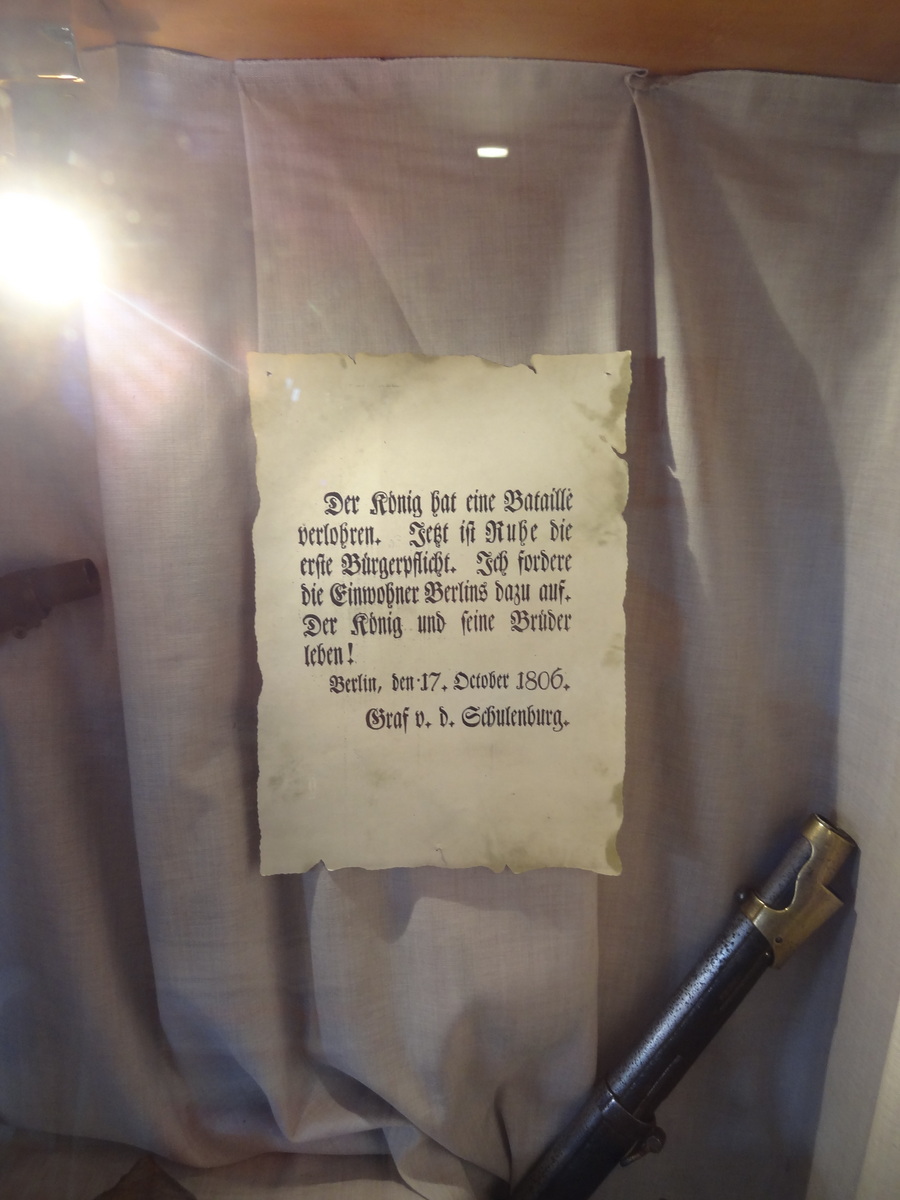 Der König hat eine Bataille
verlohren. Jetzt ist Ruhe die
erste Bürgerpflicht. Ich fordere
die Einwohner Berlins dazu auf.
Der König und seine Brüder
leben!
Berlin, den 17. October 1806.
Graf v. d. Schulenburg.